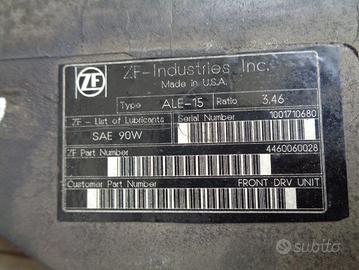 ZF
ZF-Industries Inc.
Made in U.S.A.
Type ALE-15 Ratio 3.46
ZF - List of Lubricants Serial Number 1001710680
SAE 90W
ZF Part Number 4460060028
Customer Part Number FRONT DRV UNIT
subito